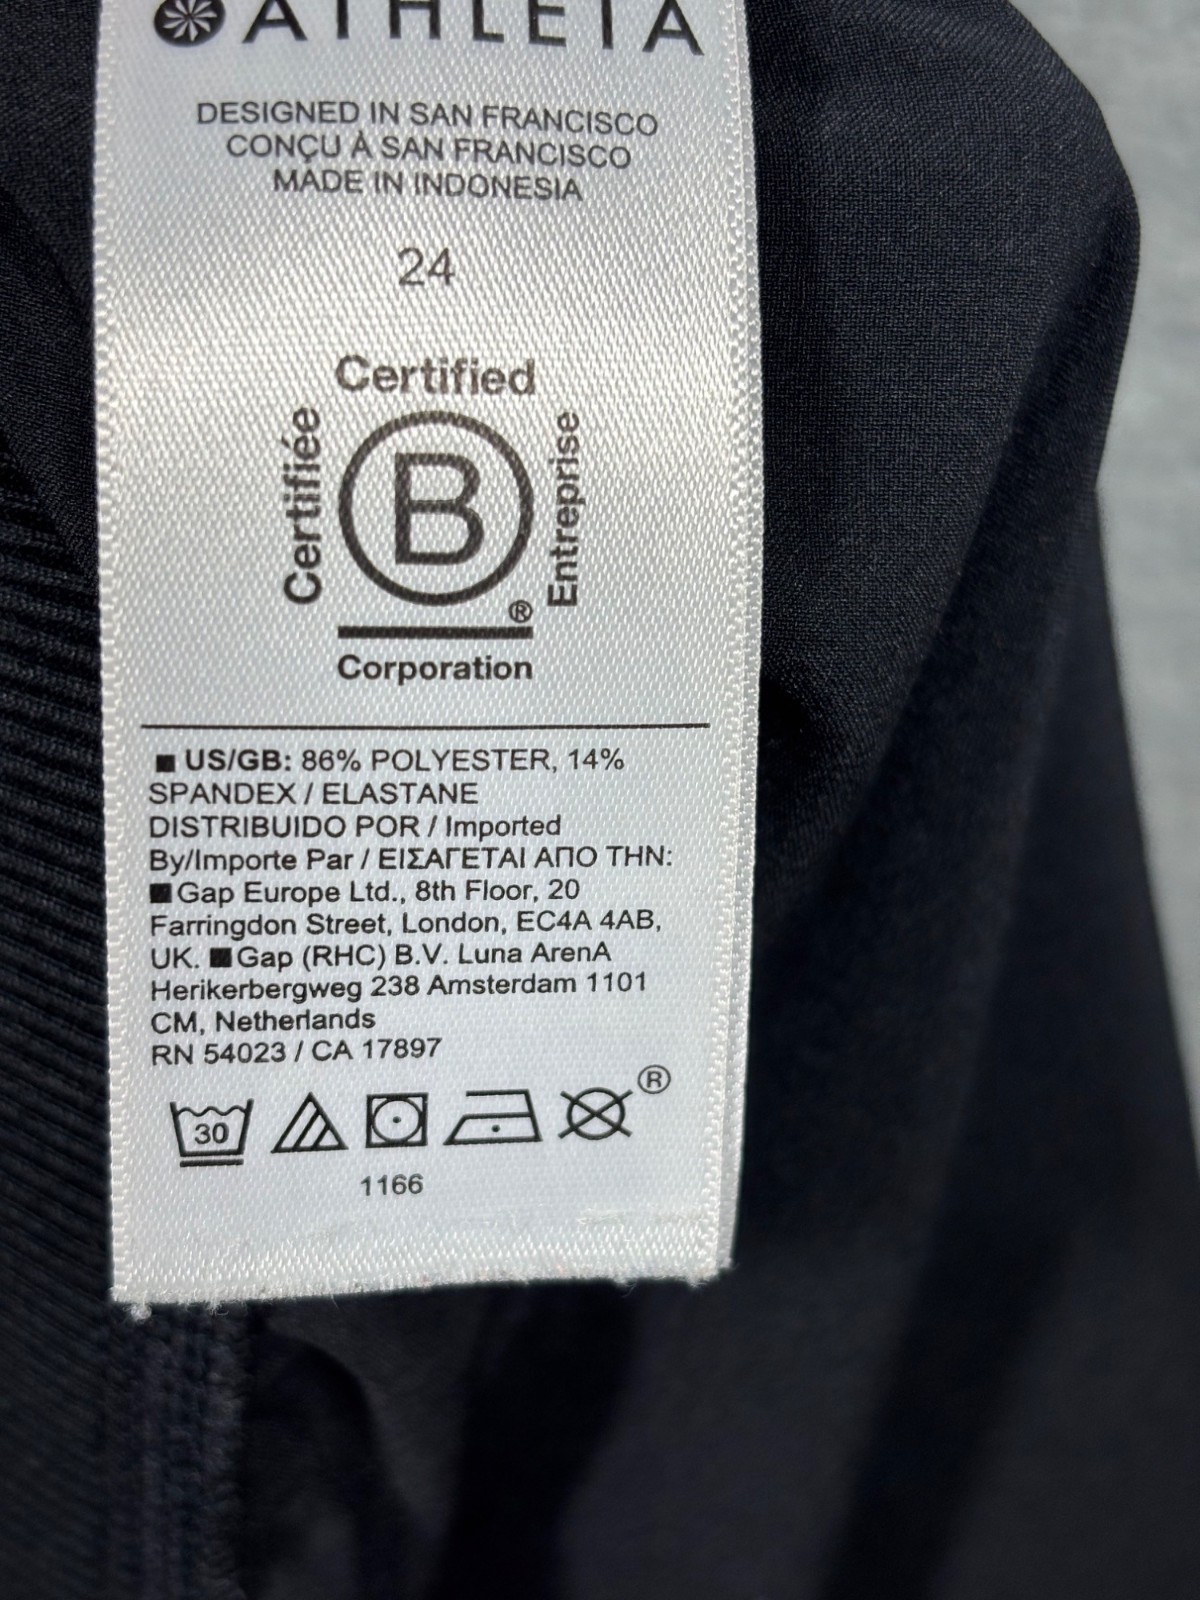 ATHLETA
DESIGNED IN SAN FRANCISCO
CONÇU À SAN FRANCISCO
MADE IN INDONESIA
24
Certified
Certifiée
B
Entreprise
®
Corporation
■ US/GB: 86% POLYESTER, 14%
SPANDEX / ELASTANE
DISTRIBUIDO POR / Imported
By/Importe Par / ΕΙΣΑΓΕΤΑΙ ΑΠΟ ΤΗΝ:
■ Gap Europe Ltd., 8th Floor, 20
Farringdon Street, London, EC4A 4AB,
UK. ■ Gap (RHC) B.V. Luna ArenA
Herikerbergweg 238 Amsterdam 1101
CM, Netherlands
RN 54023 / CA 17897
30
®
1166